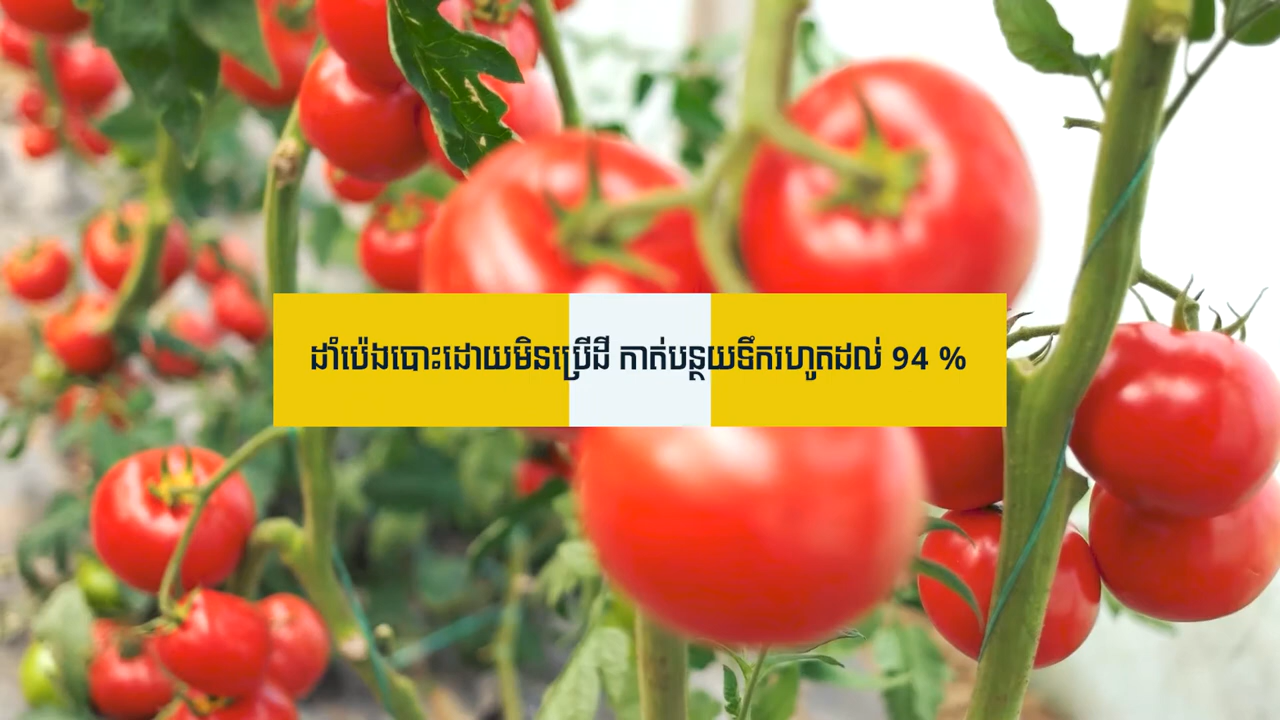 ដាំប៉េងបោះដោយមិនប្រើដី កាត់បន្ថយទឹករហូតដល់ 94 %